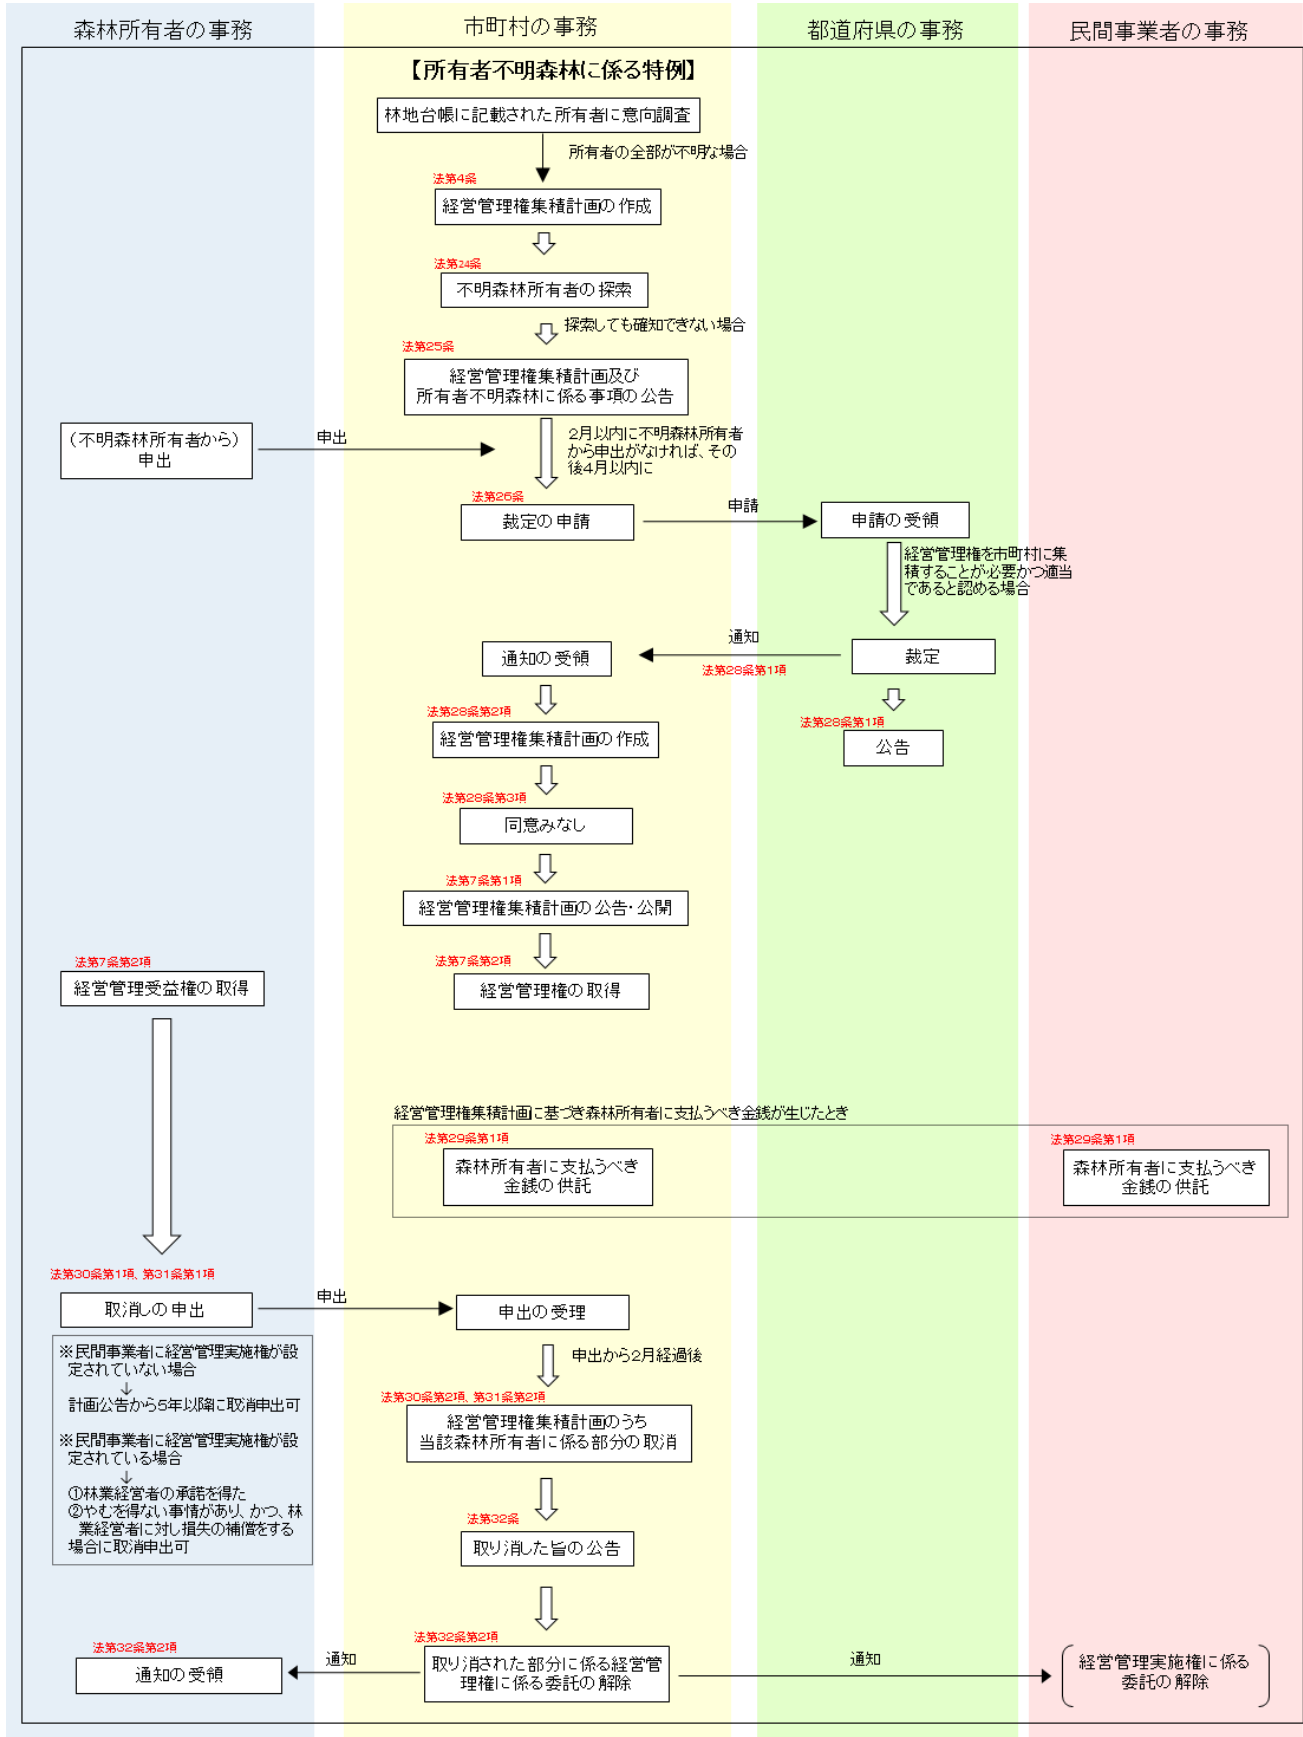 森林所有者の事務
市町村の事務
都道府県の事務
民間事業者の事務
【所有者不明森林に係る特例】
林地台帳に記載された所有者に意向調査
所有者の全部が不明な場合
法第4条
経営管理権集積計画の作成
法第24条
不明森林所有者の探索
探索しても確知できない場合
法第25条
経営管理権集積計画及び
所有者不明森林に係る事項の公告
（不明森林所有者から）
申出
申出
2月以内に不明森林所有者
から申出がなければ、その
後4月以内に
法第26条
裁定の申請
申請
申請の受領
経営管理権を市町村に集
積することが必要かつ適当
であると認める場合
通知
裁定
法第28条第1項
通知の受領
法第28条第2項
経営管理権集積計画の作成
法第28条第1項
公告
法第28条第3項
同意みなし
法第7条第1項
経営管理権集積計画の公告・公開
法第7条第2項
経営管理受益権の取得
法第7条第2項
経営管理権の取得
経営管理権集積計画に基づき森林所有者に支払うべき金銭が生じたとき
法第29条第1項
森林所有者に支払うべき
金銭の供託
法第29条第1項
森林所有者に支払うべき
金銭の供託
法第30条第1項、第31条第1項
取消しの申出
申出
申出の受理
※民間事業者に経営管理実施権が設
定されていない場合
↓
計画公告から5年以降に取消申出可
※民間事業者に経営管理実施権が設
定されている場合
↓
①林業経営者の承諾を得た
②やむを得ない事情があり、かつ、林
業経営者に対し損失の補償をする
場合に取消申出可
申出から2月経過後
法第30条第2項、第31条第2項
経営管理権集積計画のうち
当該森林所有者に係る部分の取消
法第32条
取り消した旨の公告
法第32条第2項
取り消された部分に係る経営管
理権に係る委託の解除
通知
法第32条第2項
通知の受領
通知
経営管理実施権に係る
委託の解除